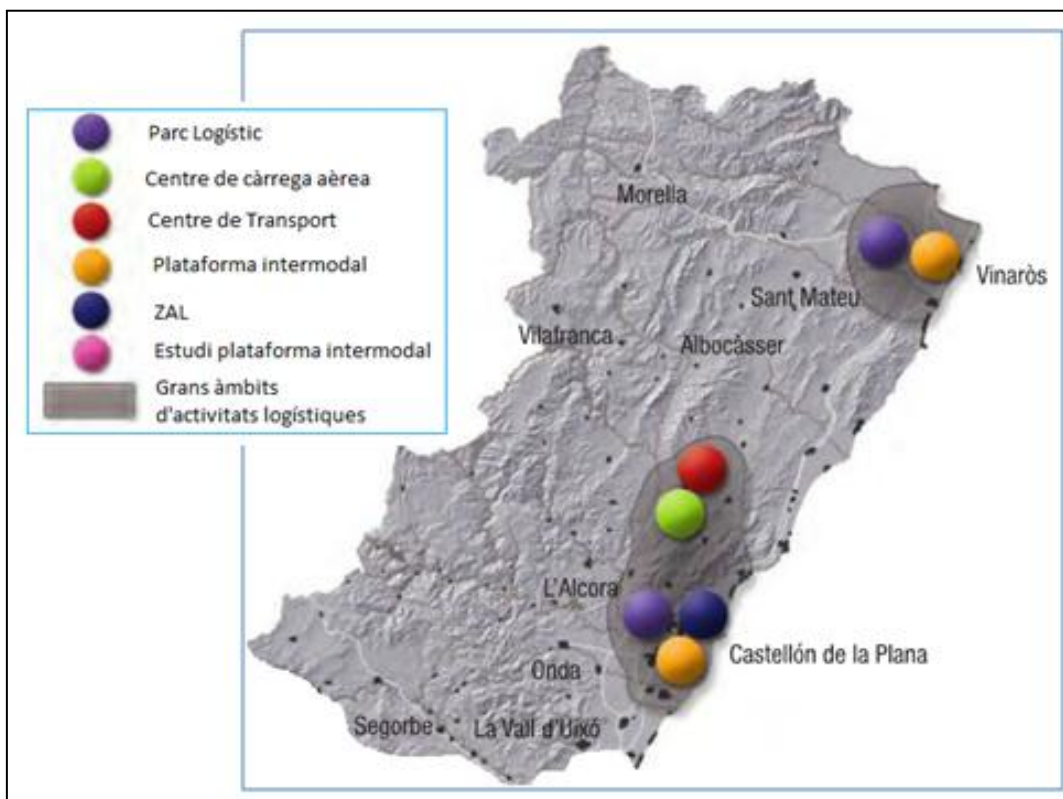 Parc Logístic
Centre de càrrega aèrea
Centre de Transport
Plataforma intermodal
ZAL
Estudi plataforma intermodal
Grans àmbits
d'activitats logístiques
Morella
Vinaròs
Sant Mateu
Vilafranca
Albocàsser
L'Alcora
Castellón de la Plana
Onda
Segorbe
La Vall d'Uixó